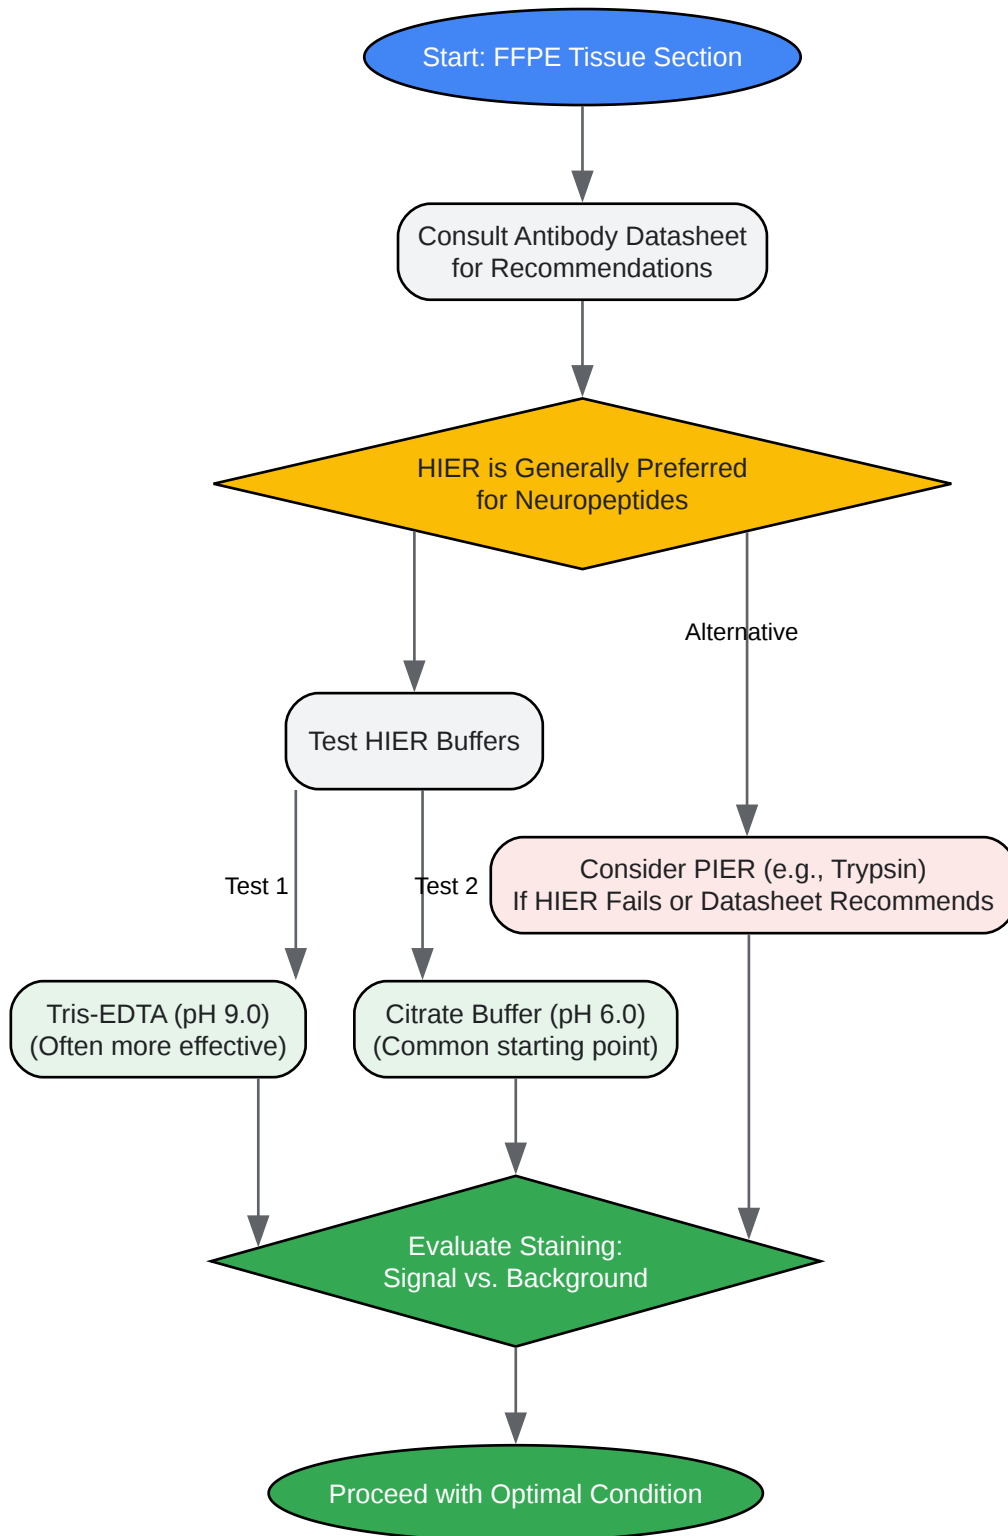 Start: FFPE Tissue Section
Consult Antibody Datasheet
for Recommendations
HIER is Generally Preferred
for Neuropeptides
Alternative
Test HIER Buffers
Consider PIER (e.g., Trypsin)
If HIER Fails or Datasheet Recommends
Test 1
Test 2
Tris-EDTA (pH 9.0)
(Often more effective)
Citrate Buffer (pH 6.0)
(Common starting point)
Evaluate Staining:
Signal vs. Background
Proceed with Optimal Condition